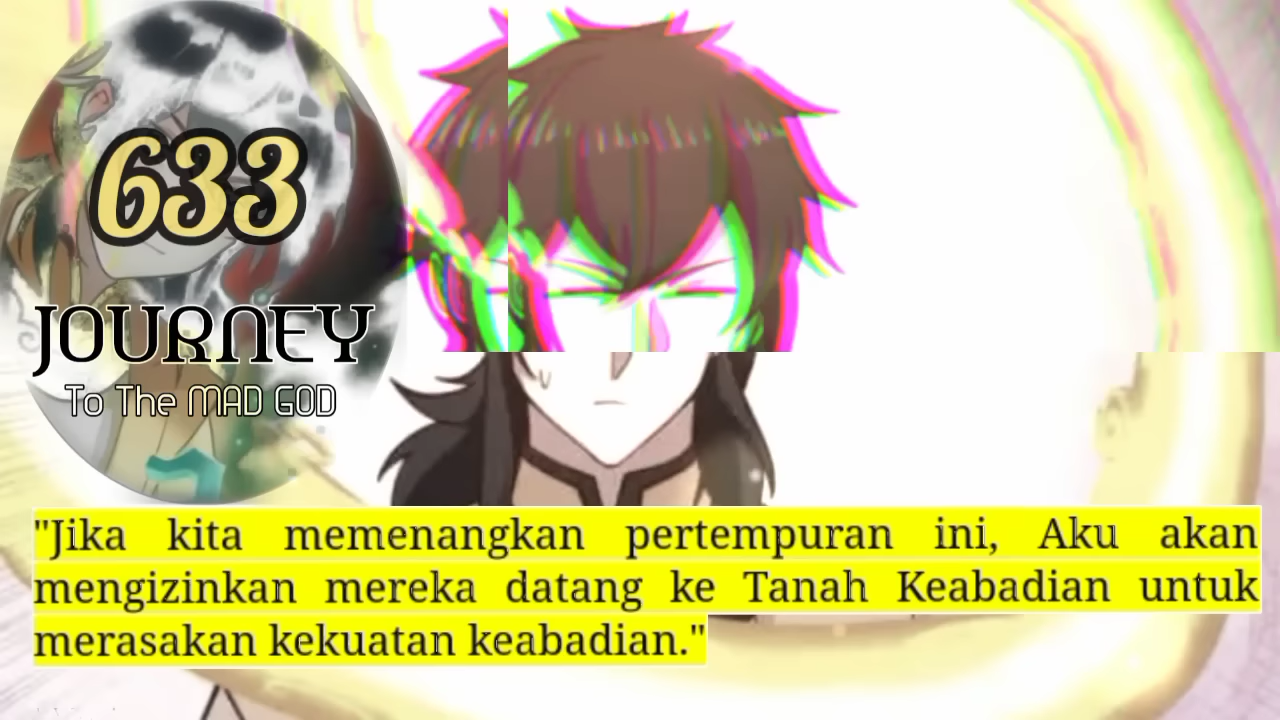 633
JOURNEY
To The MAD GOD
"Jika kita memenangkan pertempuran ini, Aku akan
mengizinkan mereka datang ke Tanah Keabadian untuk
merasakan kekuatan keabadian."